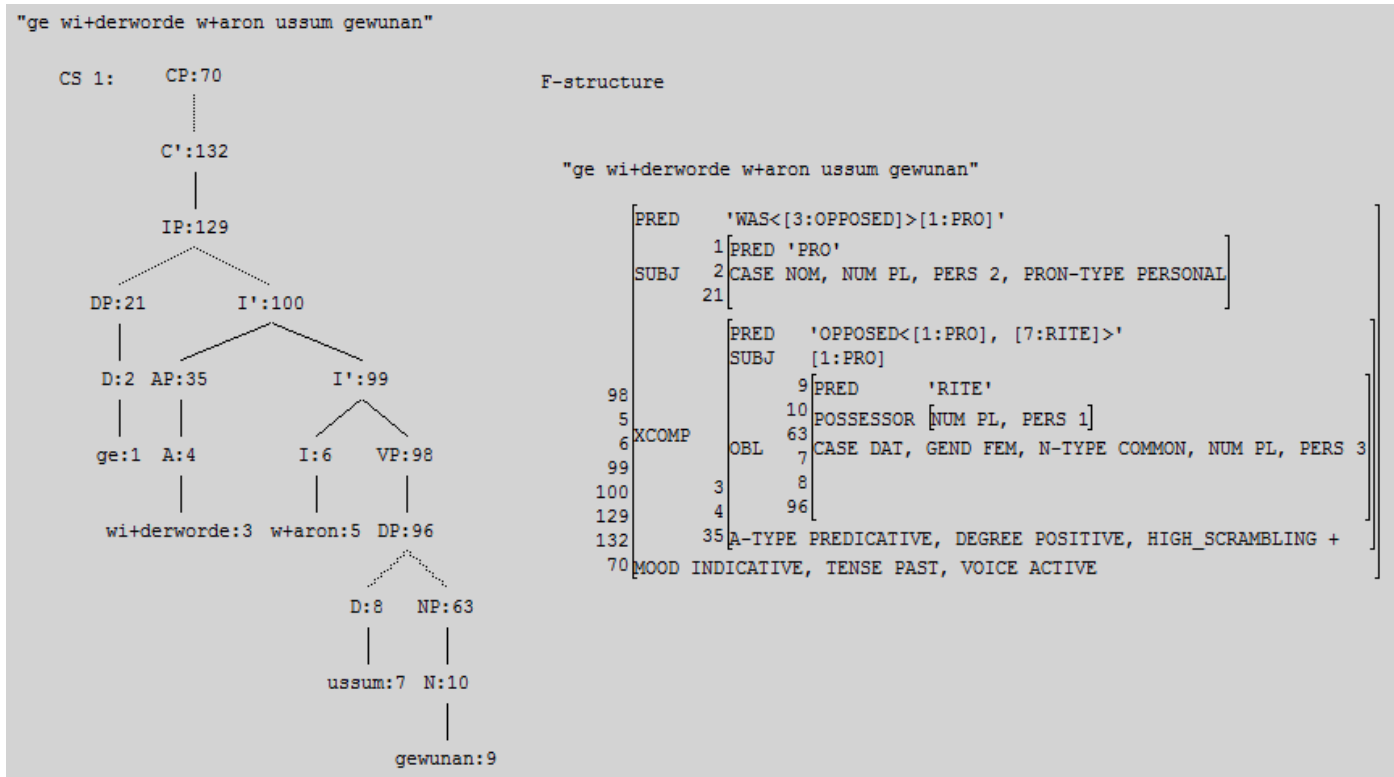 "ge wi+derworde w+aron ussum gewunan"
CS 1: CP:70
C':132
IP:129
DP:21 I':100
D:2 AP:35 I':99
ge:1 A:4 I:6 VP:98
wi+derworde:3 w+aron:5 DP:96
D:8 NP:63
ussum:7 N:10
gewunan:9
F-structure
"ge wi+derworde w+aron ussum gewunan"
PRED 'WAS<[3:OPPOSED]>[1:PRO]'
1 PRED 'PRO'
SUBJ 2 CASE NOM, NUM PL, PERS 2, PRON-TYPE PERSONAL
21
PRED 'OPPOSED<[1:PRO], [7:RITE]>'
SUBJ [1:PRO]
9 PRED 'RITE'
98
10 POSSESSOR [NUM PL, PERS 1]
5
63
6 XCOMP OBL 7 CASE DAT, GEND FEM, N-TYPE COMMON, NUM PL, PERS 3
99
100 3 8
129 4 96
132 35 A-TYPE PREDICATIVE, DEGREE POSITIVE, HIGH_SCRAMBLING +
70 MOOD INDICATIVE, TENSE PAST, VOICE ACTIVE